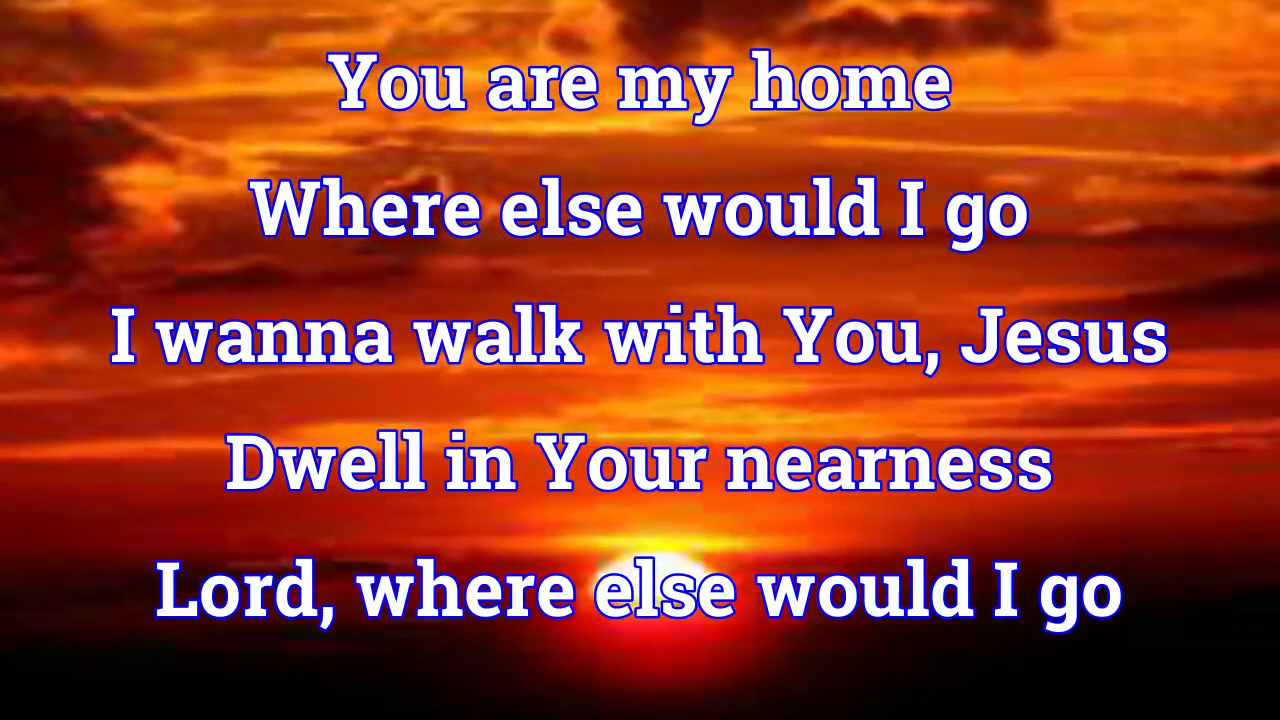 You are my home
Where else would I go
I wanna walk with You, Jesus
Dwell in Your nearness
Lord, where else would I go